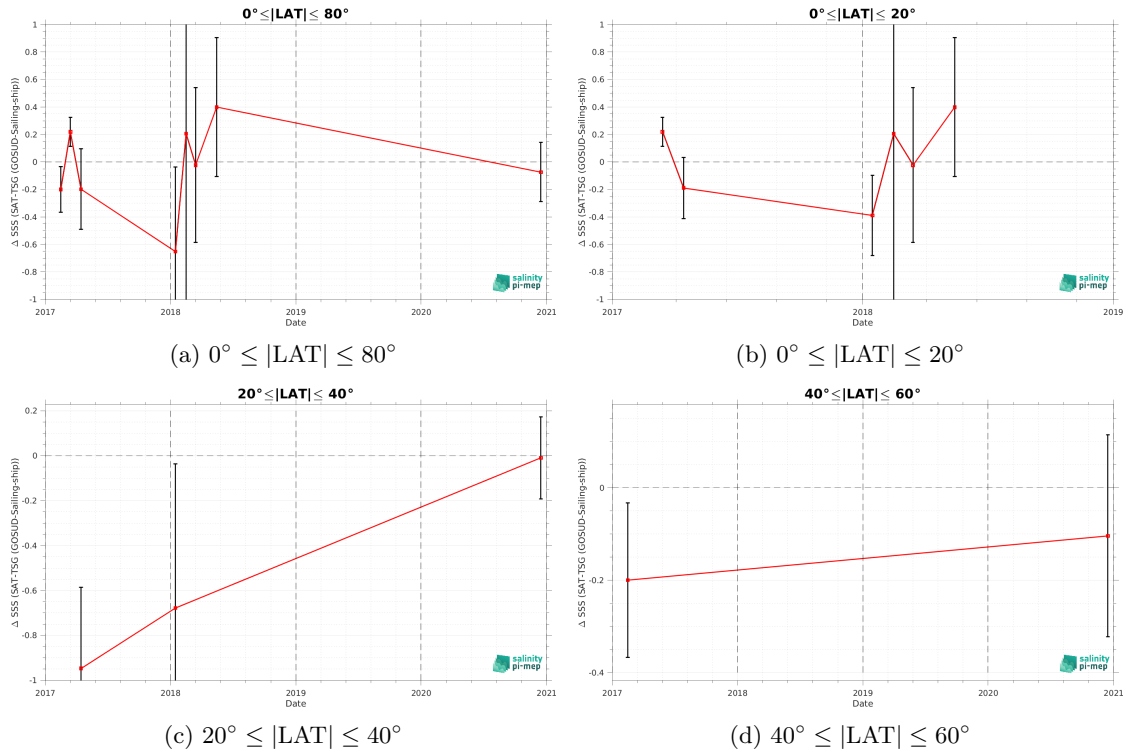 0°≤|LAT|≤ 80°
Δ SSS (SAT-TSG (GOSUD-Sailing-ship))
1
0.8
0.6
0.4
0.2
0
-0.2
-0.4
-0.6
-0.8
-1
2017
2018
2019
2020
2021
Date
salinity
pi-mep
(a) 0° ≤ |LAT| ≤ 80°
0°≤|LAT|≤ 20°
Δ SSS (SAT-TSG (GOSUD-Sailing-ship))
1
0.8
0.6
0.4
0.2
0
-0.2
-0.4
-0.6
-0.8
-1
2017
2018
2019
Date
salinity
pi-mep
(b) 0° ≤ |LAT| ≤ 20°
20°≤|LAT|≤ 40°
Δ SSS (SAT-TSG (GOSUD-Sailing-ship))
0.2
0
-0.2
-0.4
-0.6
-0.8
-1
2017
2018
2019
2020
2021
Date
salinity
pi-mep
(c) 20° ≤ |LAT| ≤ 40°
40°≤|LAT|≤ 60°
Δ SSS (SAT-TSG (GOSUD-Sailing-ship))
0
-0.2
-0.4
2017
2018
2019
2020
2021
Date
salinity
pi-mep
(d) 40° ≤ |LAT| ≤ 60°